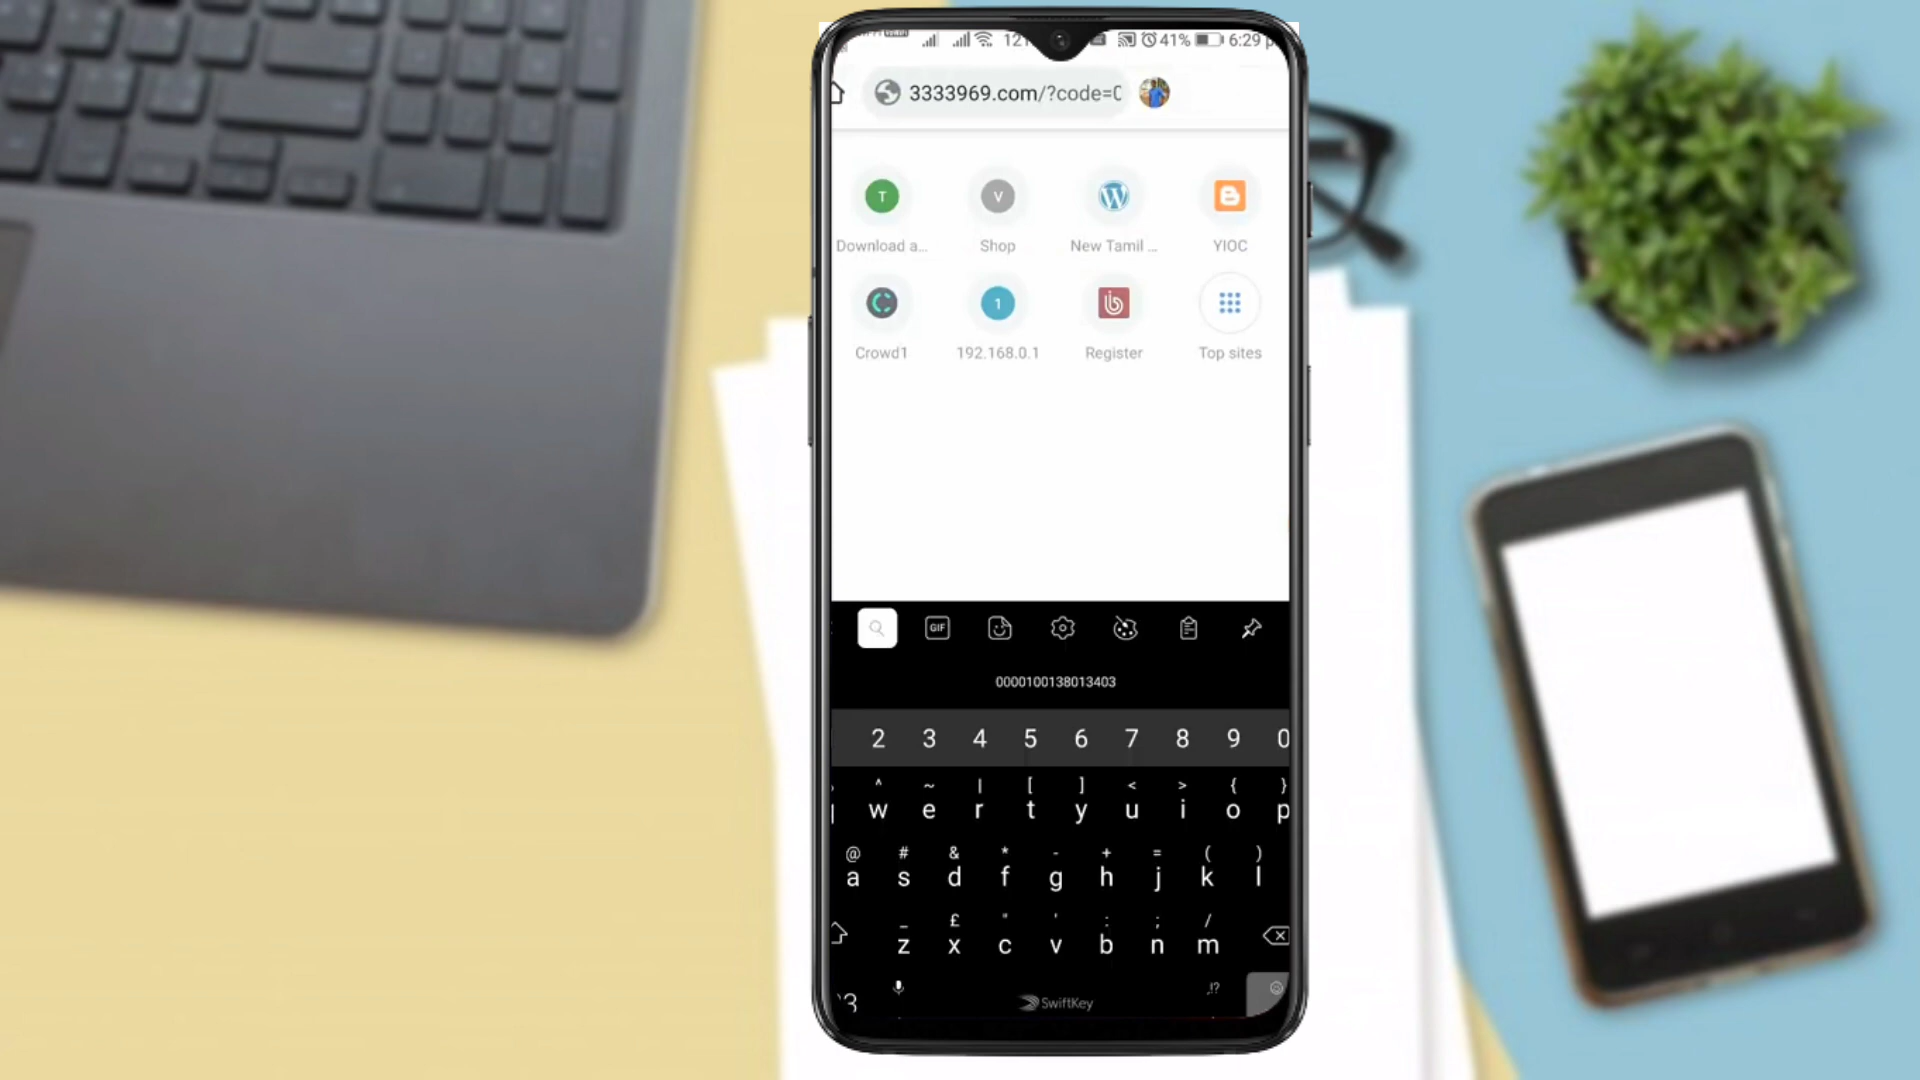 41% 6:29
3333969.com/?code=0
T V 
Download a... Shop New Tamil ... YIOC
1
Crowd1 192.168.0.1 Register Top sites
GIF
0000100138013403
2 3 4 5 6 7 8 9 0
^ ~ | [ ] < > { }
w e r t y u i o p
@ # & * - + = ( )
a s d f g h j k l
_ £ " ' : ; /
z x c v b n m
,!?
SwiftKey